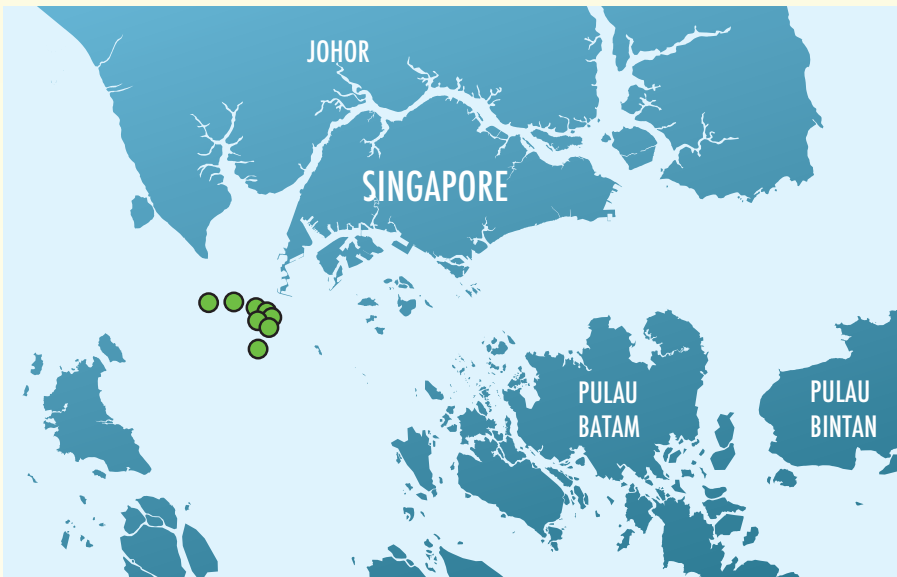 JOHOR
SINGAPORE
PULAU
BATAM
PULAU
BINTAN